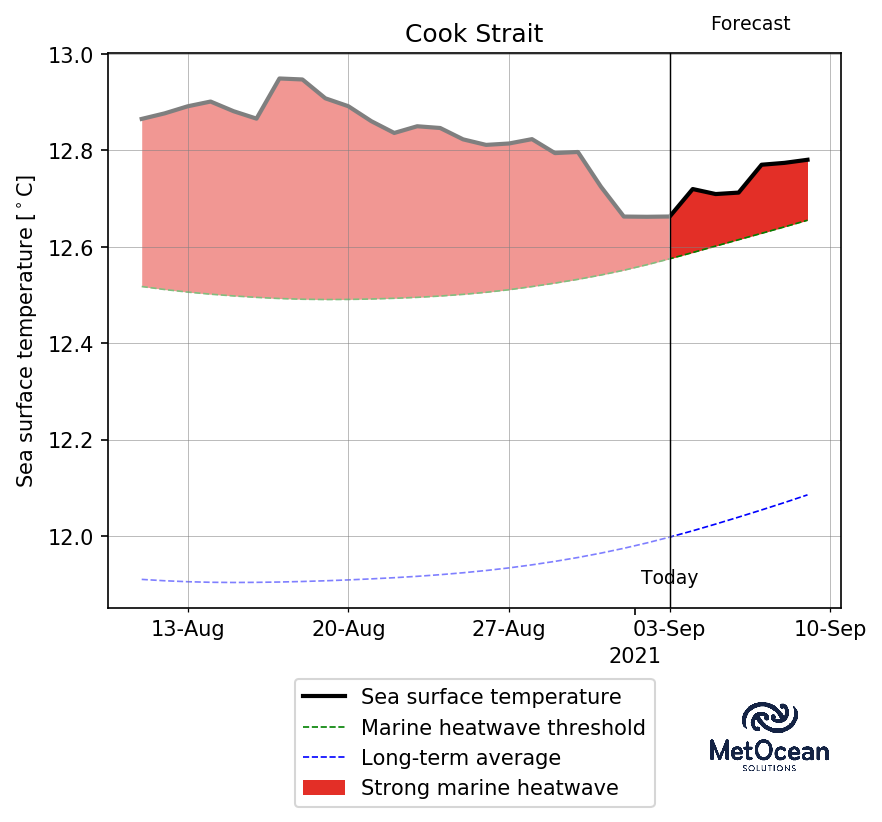 Forecast
Cook Strait
Sea surface temperature [°C]
13.0
12.8
12.6
12.4
12.2
12.0
Today
13-Aug 20-Aug 27-Aug 03-Sep 10-Sep
2021
Sea surface temperature
Marine heatwave threshold
Long-term average
Strong marine heatwave
MetOcean
SOLUTIONS